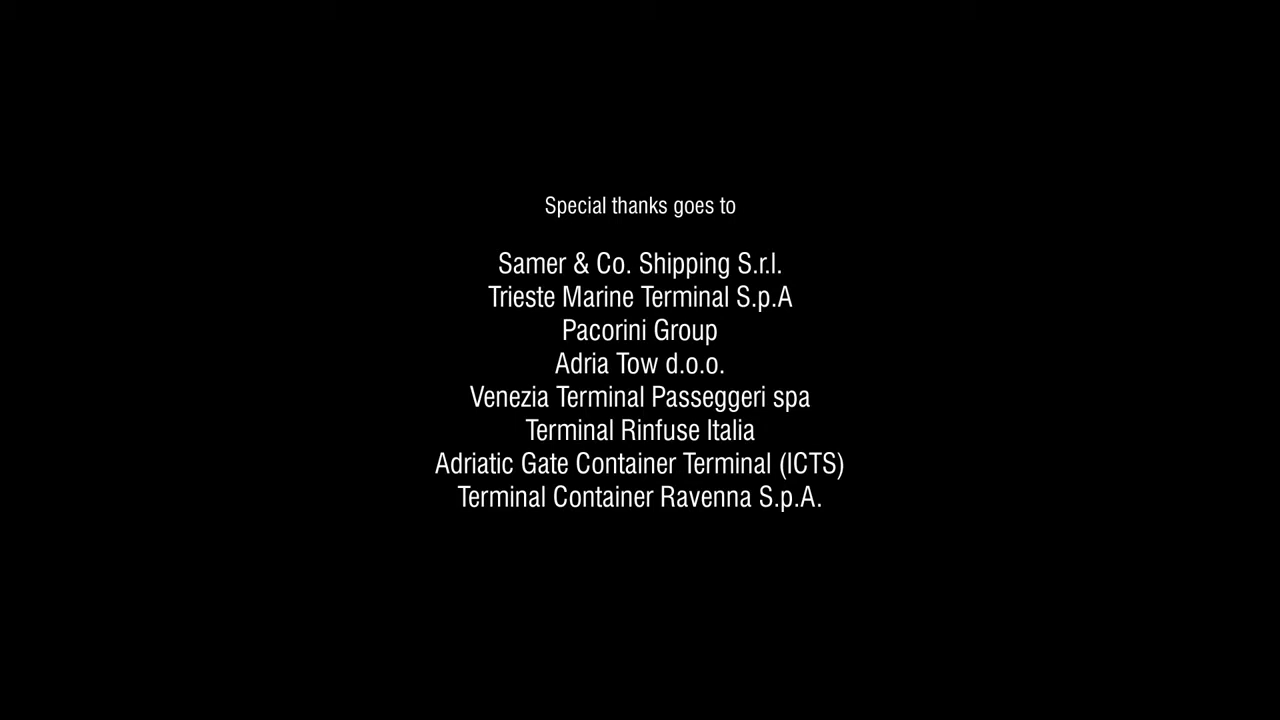 Special thanks goes to
Samer & Co. Shipping S.r.l.
Trieste Marine Terminal S.p.A
Pacorini Group
Adria Tow d.o.o.
Venezia Terminal Passeggeri spa
Terminal Rinfuse Italia
Adriatic Gate Container Terminal (ICTS)
Terminal Container Ravenna S.p.A.